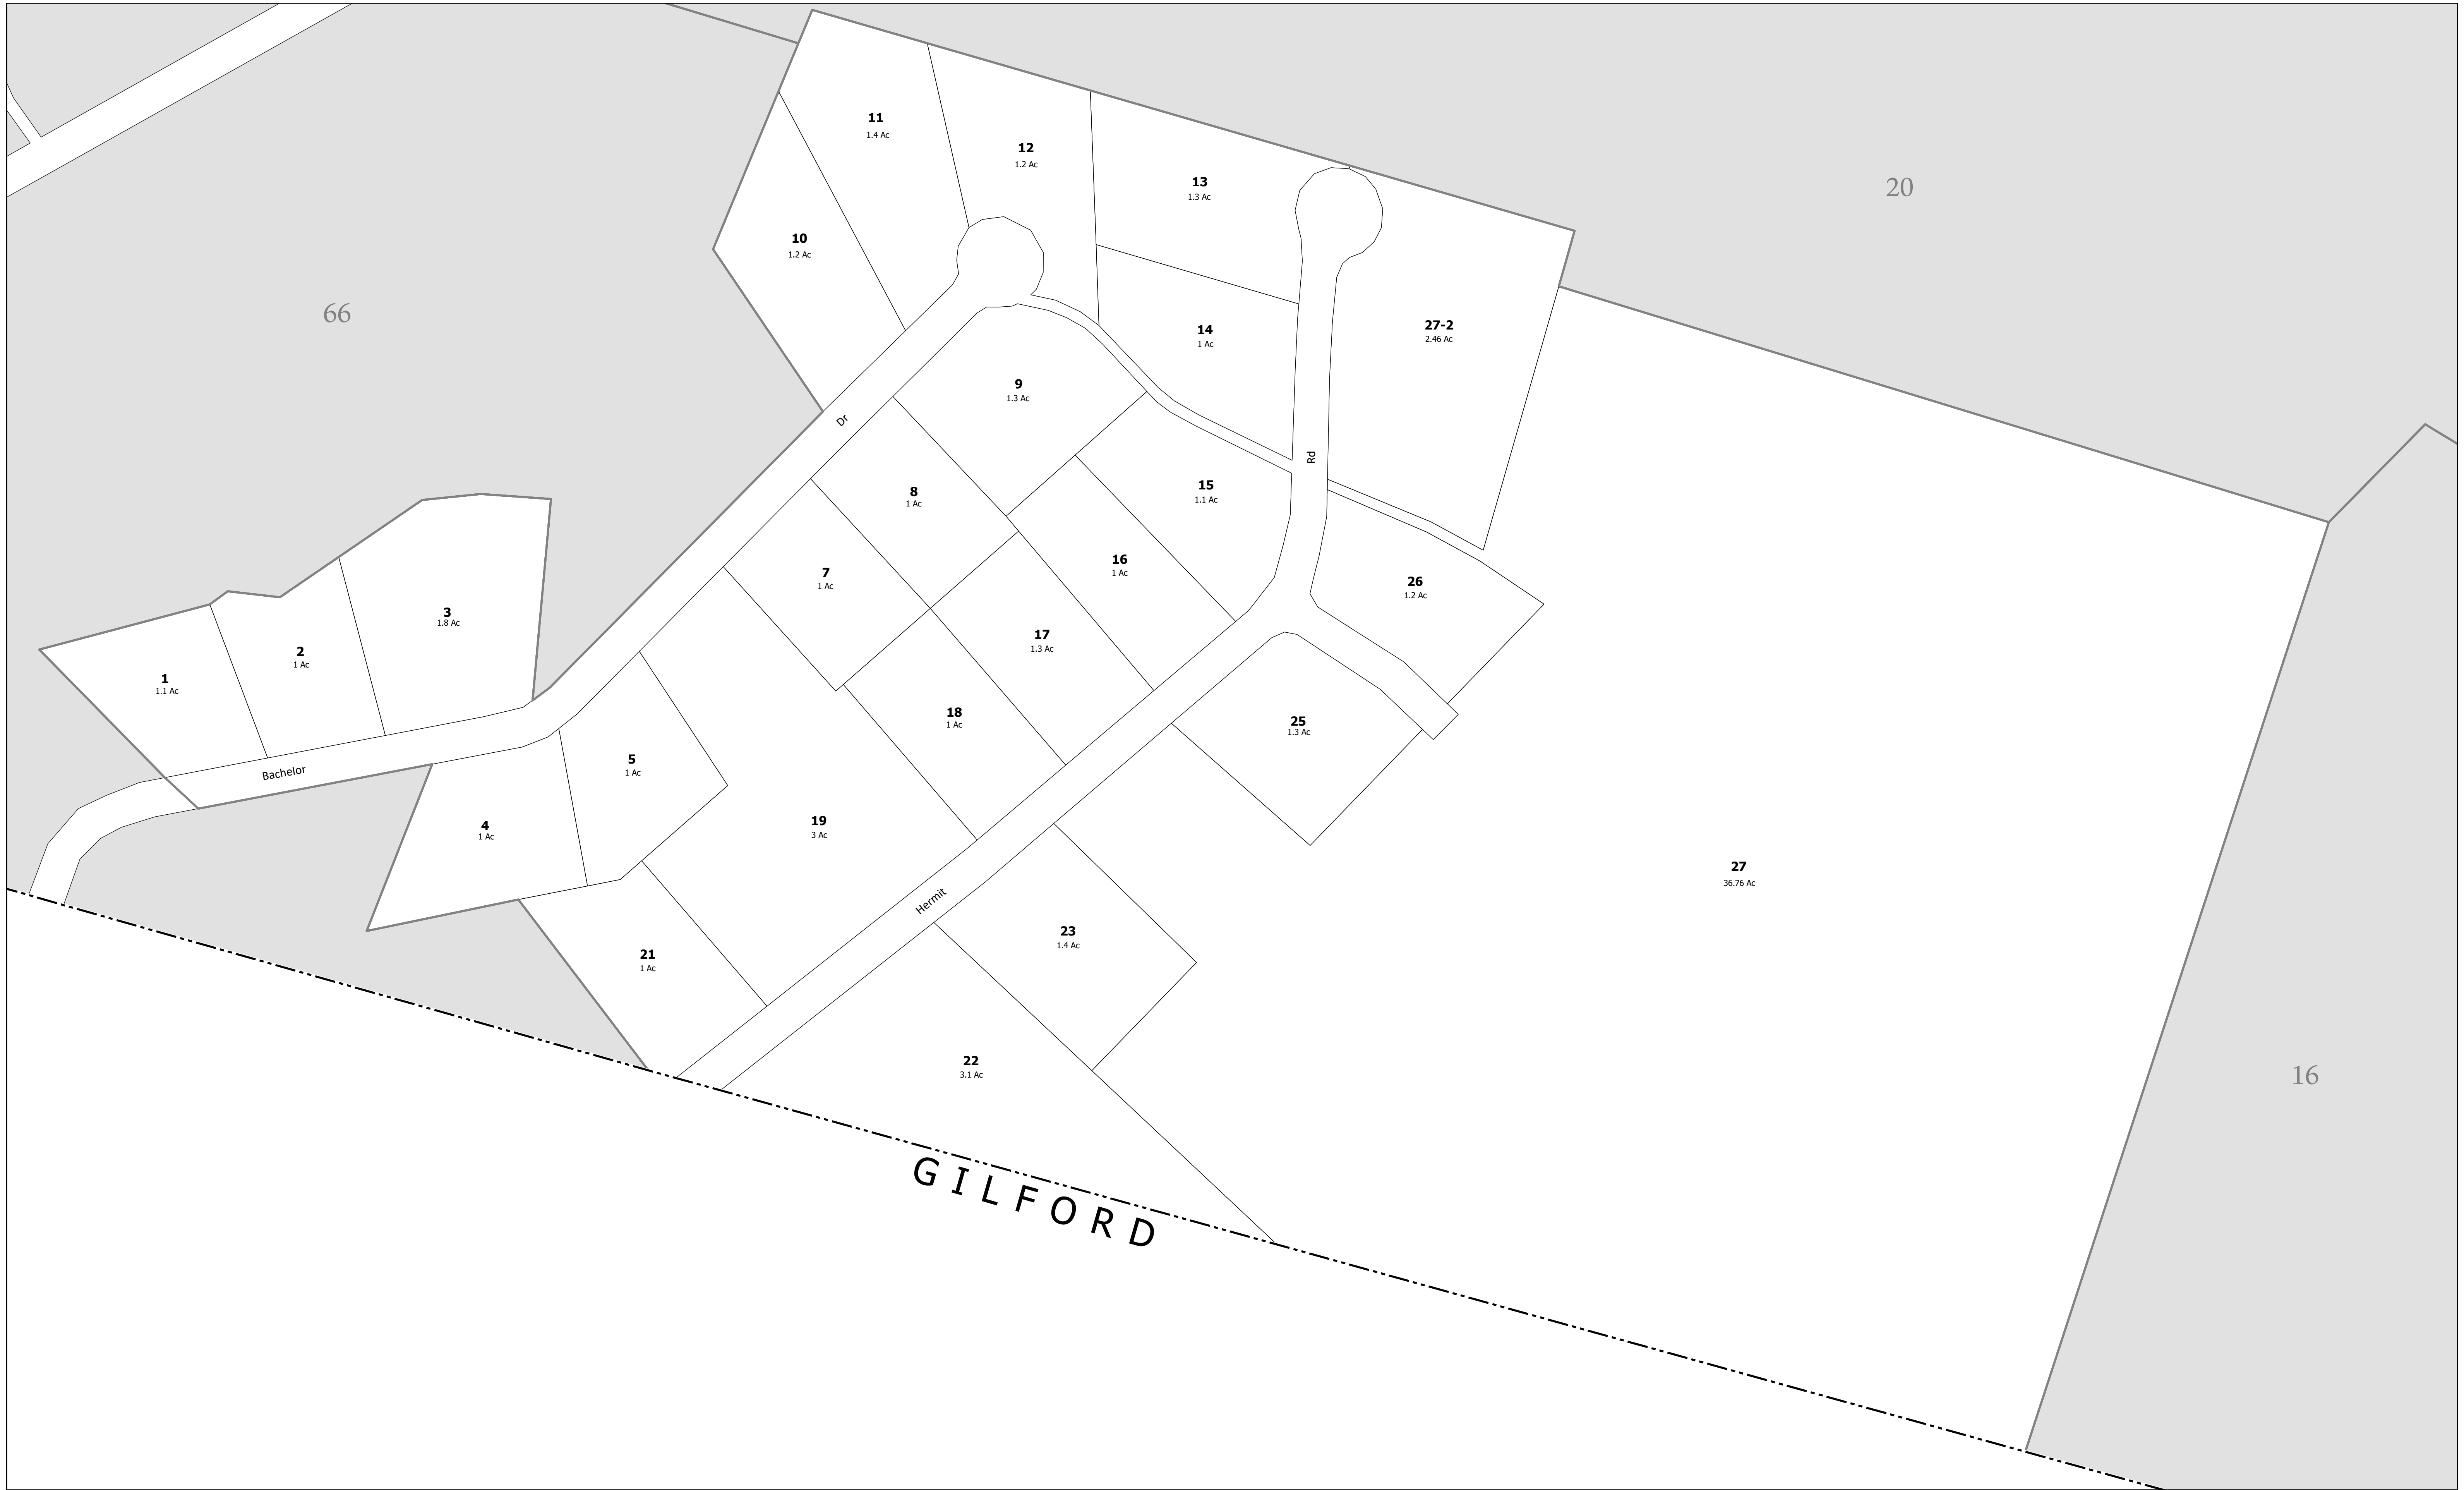 11
1.4 Ac
12
1.2 Ac
13
1.3 Ac
20
10
1.2 Ac
66
14
1 Ac
27-2
2.46 Ac
9
1.3 Ac
Dr
Rd
8
1 Ac
15
1.1 Ac
7
1 Ac
16
1 Ac
26
1.2 Ac
3
1.8 Ac
2
1 Ac
1
1.1 Ac
17
1.3 Ac
18
1 Ac
25
1.3 Ac
Bachelor
5
1 Ac
4
1 Ac
19
3 Ac
27
36.76 Ac
Hermit
23
1.4 Ac
21
1 Ac
22
3.1 Ac
16
GILFORD